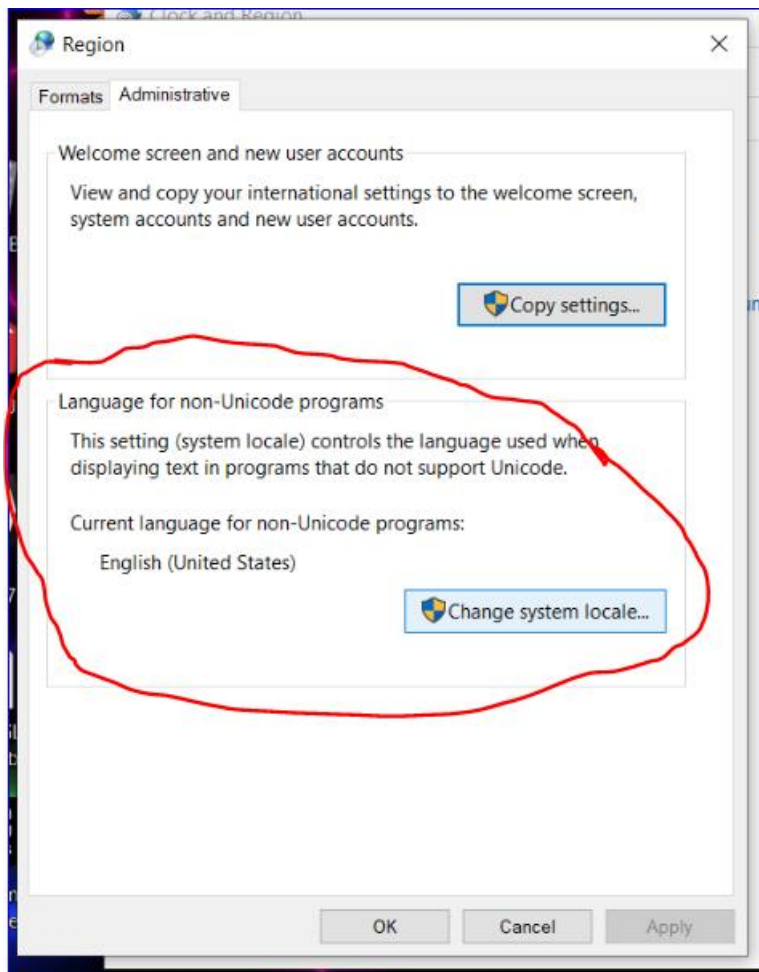 Clock and Region
Region
Formats Administrative
Welcome screen and new user accounts
View and copy your international settings to the welcome screen,
system accounts and new user accounts.
Copy settings...
Language for non-Unicode programs
This setting (system locale) controls the language used when
displaying text in programs that do not support Unicode.
Current language for non-Unicode programs:
English (United States)
Change system locale...
OK Cancel Apply